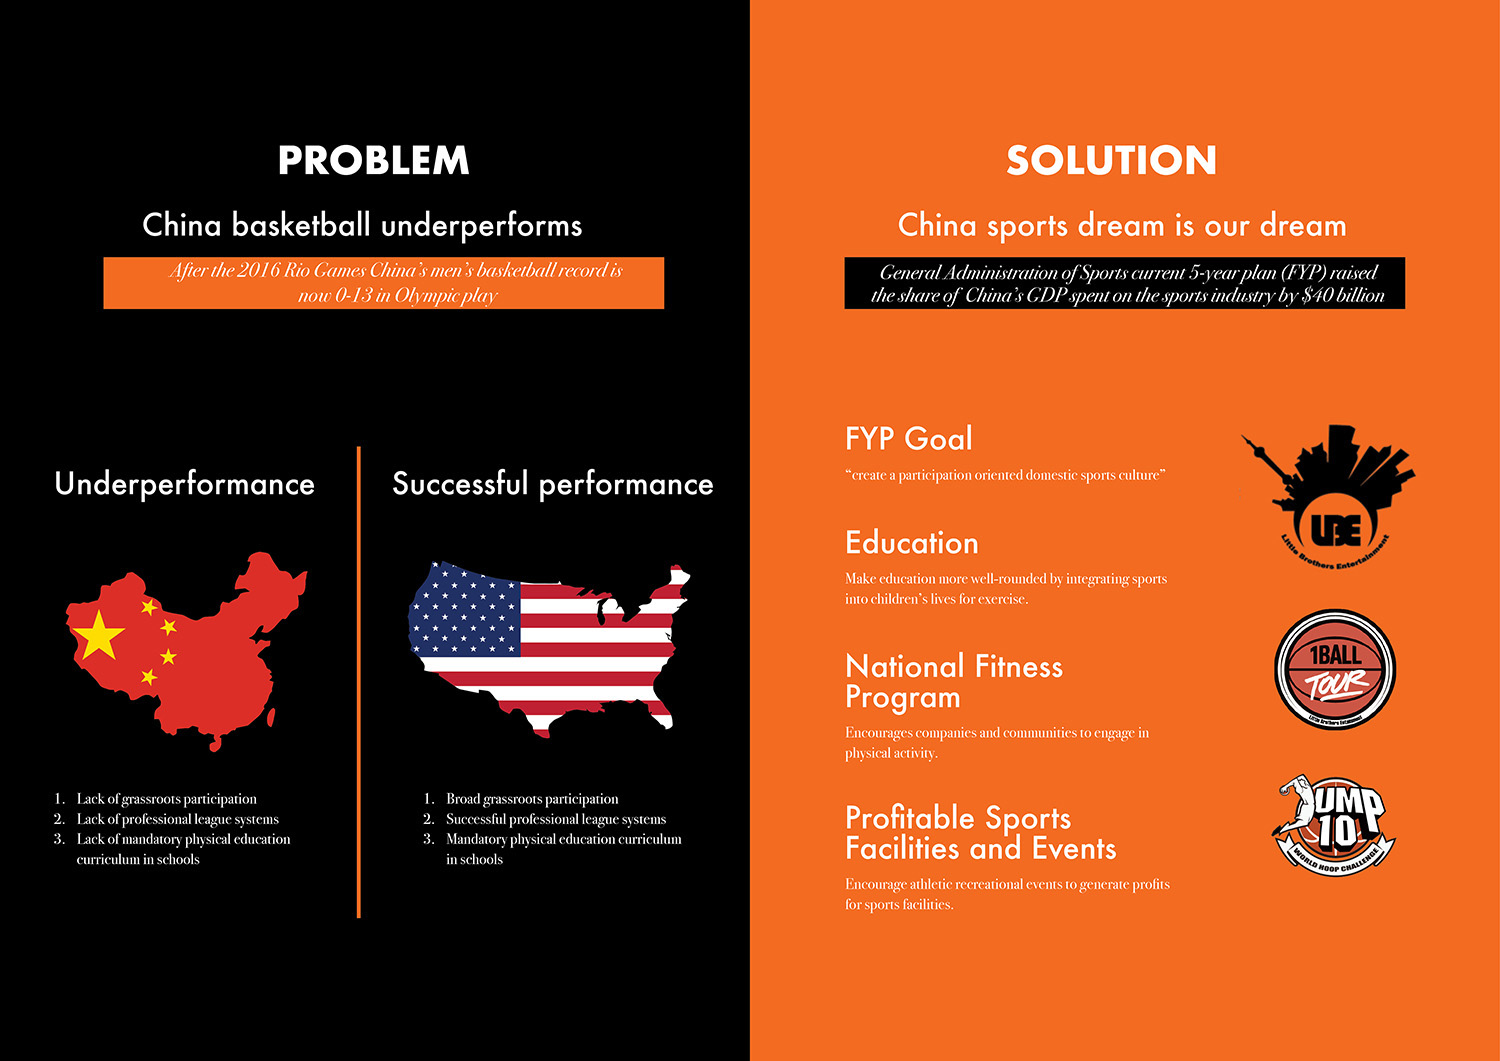 PROBLEM
China basketball underperforms
After the 2016 Rio Games China's men's basketball record is
now 0-13 in Olympic play
Underperformance
1. Lack of grassroots participation
2. Lack of professional league systems
3. Lack of mandatory physical education
curriculum in schools
Successful performance
1. Broad grassroots participation
2. Successful professional league systems
3. Mandatory physical education curriculum
in schools
SOLUTION
China sports dream is our dream
General Administration of Sports current 5-year plan (FYP) raised
the share of China's GDP spent on the sports industry by $40 billion
FYP Goal
“create a participation oriented domestic sports culture”
Education
Make education more well-rounded by integrating sports
into children's lives for exercise.
National Fitness
Program
Encourages companies and communities to engage in
physical activity.
Profitable Sports
Facilities and Events
Encourage athletic recreational events to generate profits
for sports facilities.
LBE
Little Brothers Entertainment
1BALL
TOUR
Little Brothers Entertainment
JUMP
10
WORLD HOOP CHALLENGE